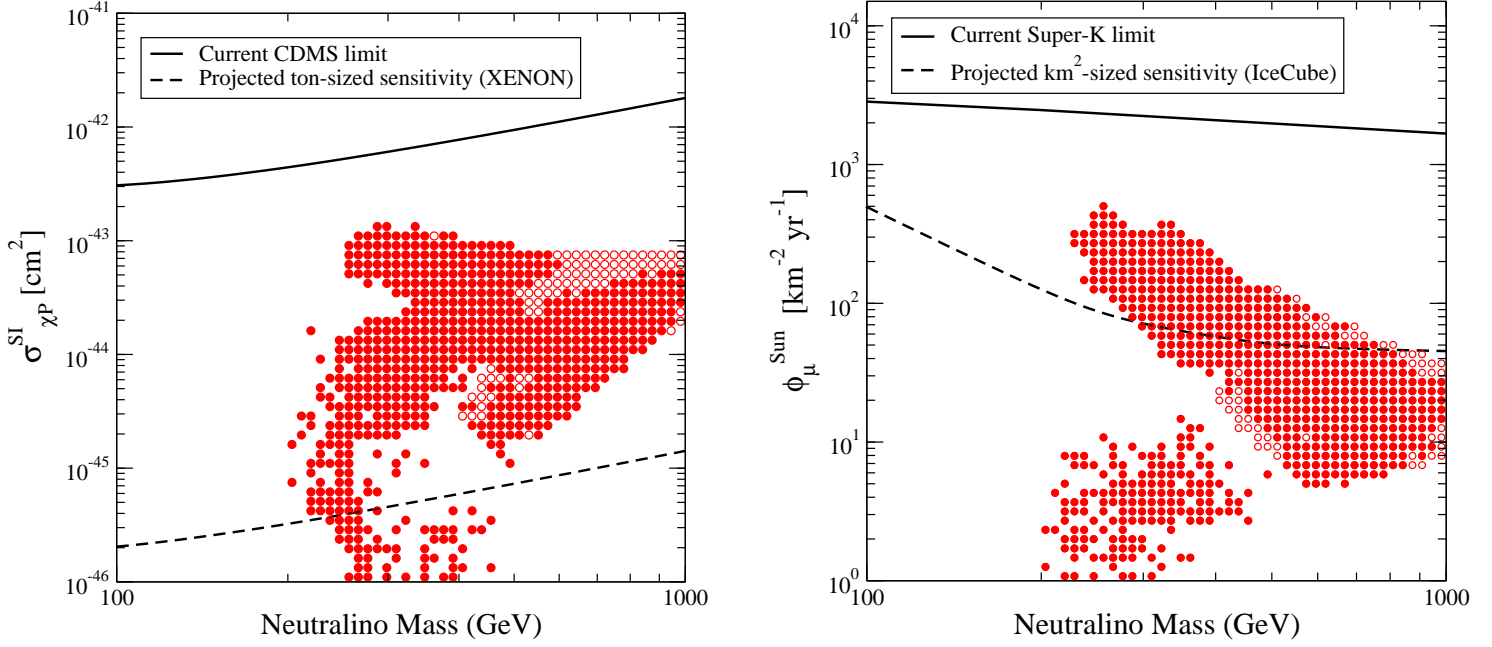 10^-41
Current CDMS limit
Projected ton-sized sensitivity (XENON)
10^-42
10^-43
10^-44
10^-45
10^-46
σ^SI_χP [cm^2]
100
1000
Neutralino Mass (GeV)
10^4
Current Super-K limit
Projected km^2-sized sensitivity (IceCube)
10^3
10^2
10^1
10^0
ϕ_μ^Sun [km^-2 yr^-1]
100
1000
Neutralino Mass (GeV)